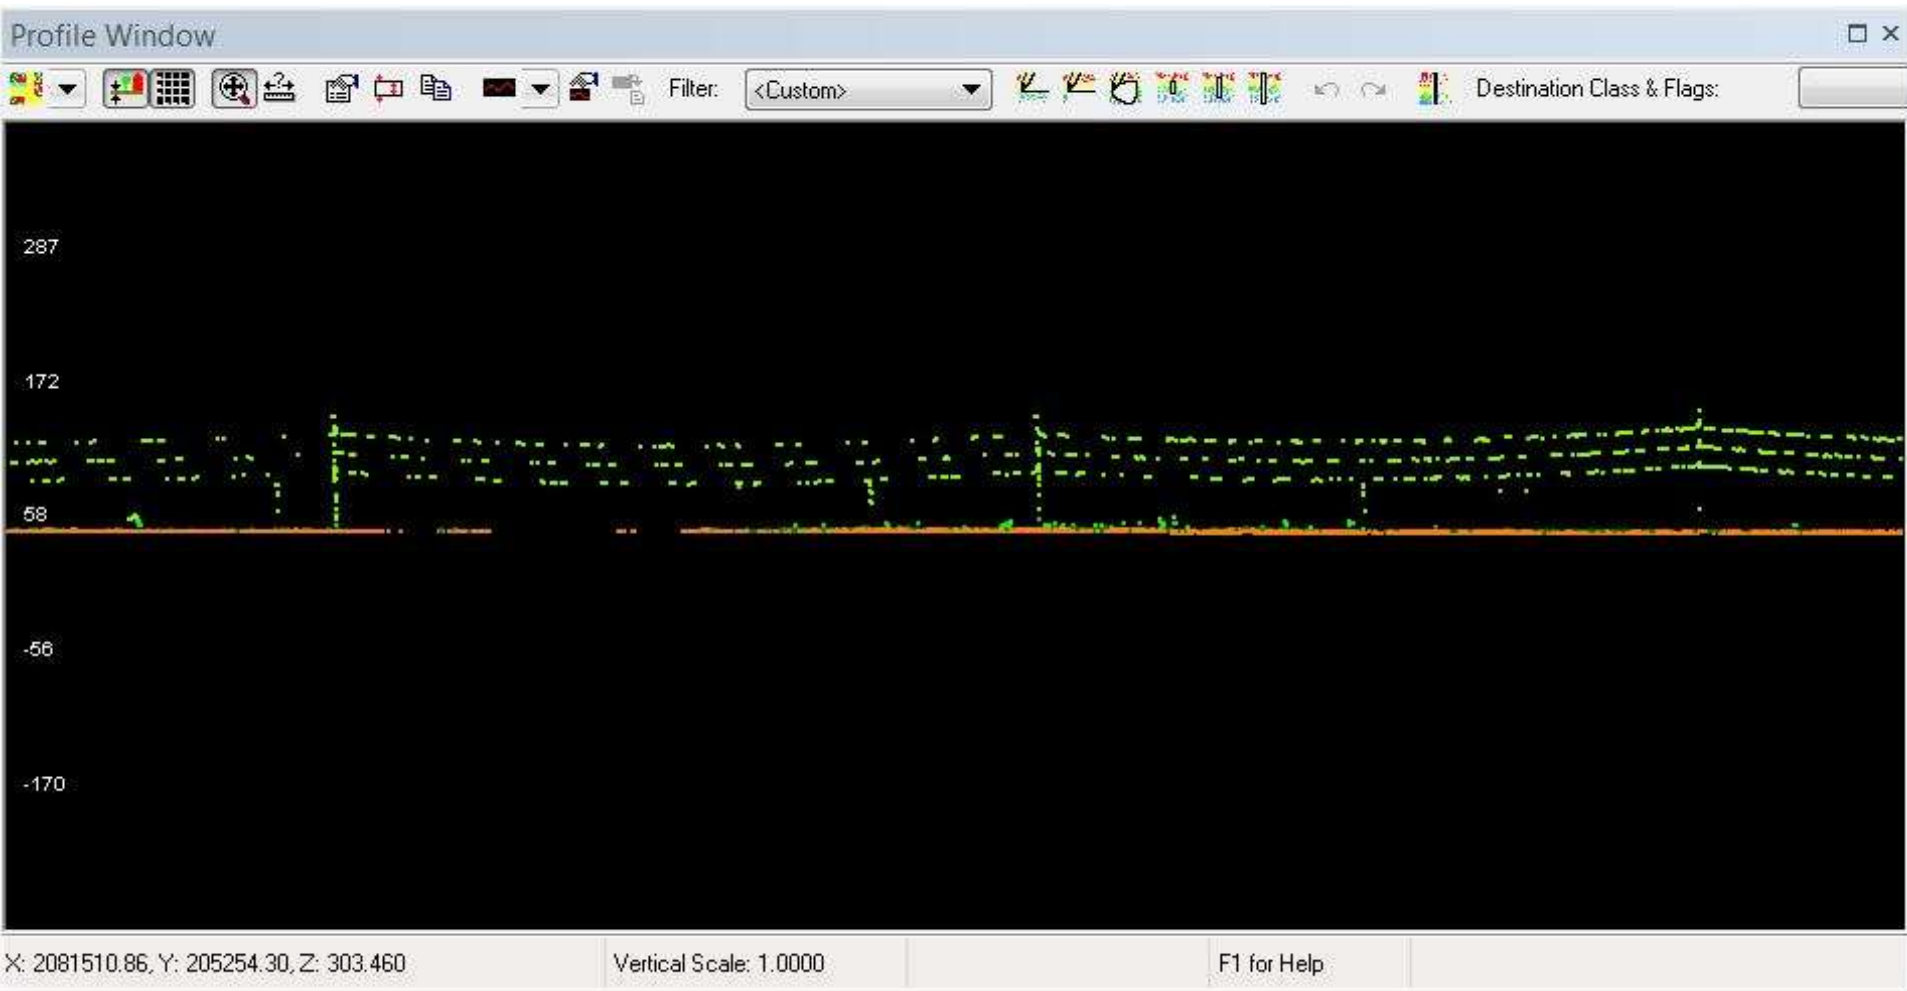 Profile Window
Filter: <Custom> Destination Class & Flags:
287
172
58
-56
-170
X: 2081510.86, Y: 205254.30, Z: 303.460 Vertical Scale: 1.0000 F1 for Help